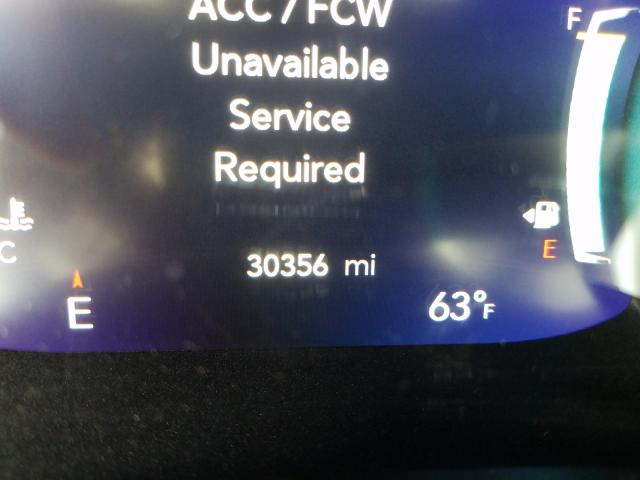 ACC / FCW
F
Unavailable
Service
Required
C
E
30356 mi
E
63°F